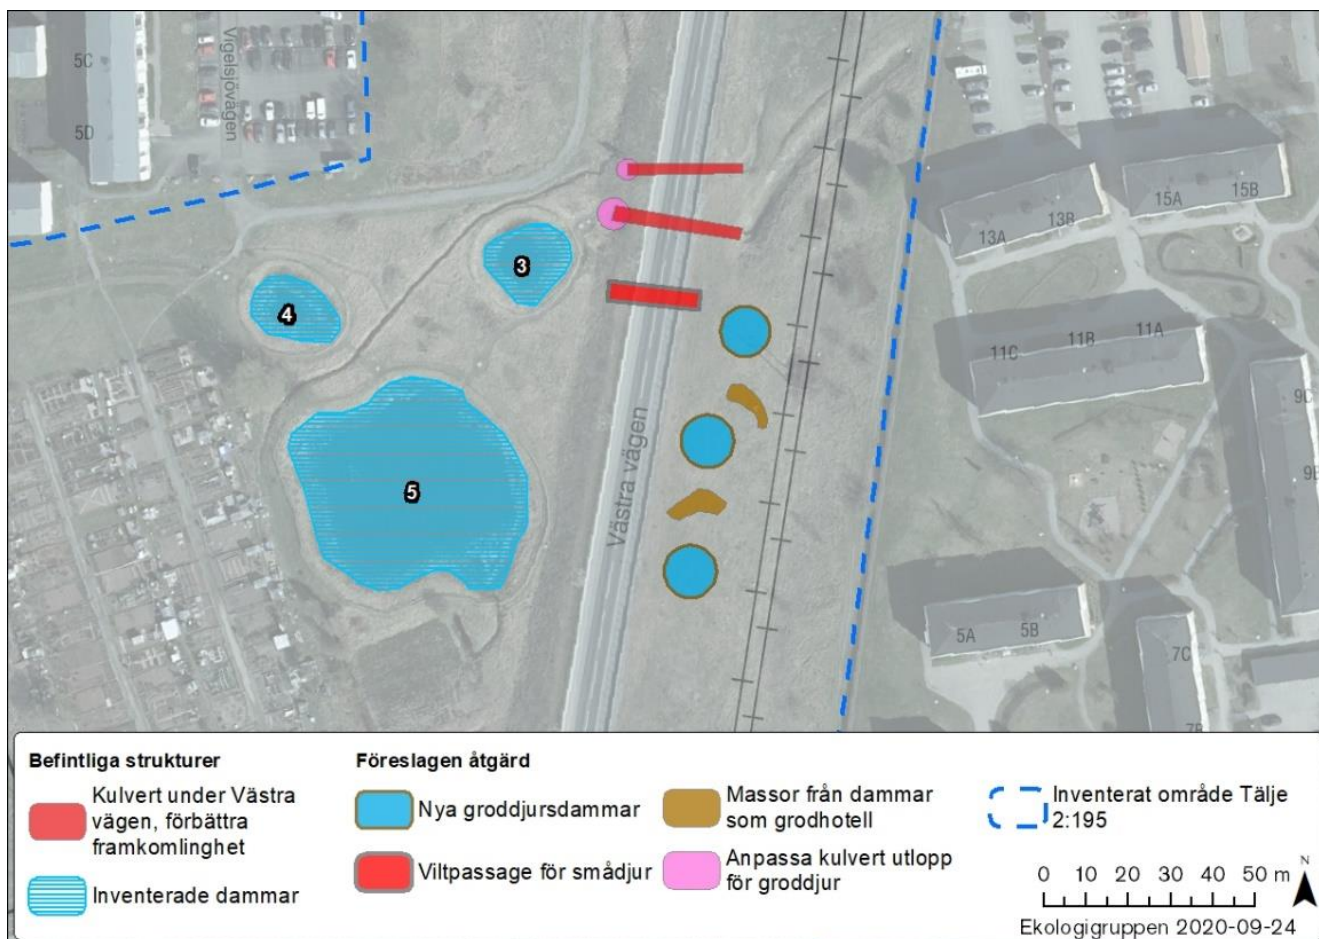 5C
Vigelsjövägen
5D
15A
15B
13B
13A
3
4
11A
11B
11C
9C
Västra vägen
9B
5
5A
5B
7C
7B
Befintliga strukturer
Kulvert under Västra
vägen, förbättra
framkomlinghet
Inventerade dammar
Föreslagen åtgärd
Nya groddjursdammar
Viltpassage för smådjur
Massor från dammar
som grodhotell
Anpassa kulvert utlopp
för groddjur
Inventerat område Tälje
2:195
0 10 20 30 40 50 m
N
Ekologigruppen 2020-09-24